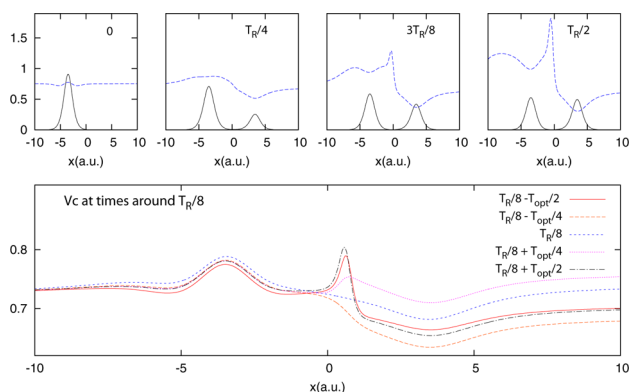 0
T_R/4
3T_R/8
T_R/2
1.5
1
0.5
0
-10 -5 0 5 10
-10 -5 0 5 10
-10 -5 0 5 10
-10 -5 0 5 10
x(a.u.)
x(a.u.)
x(a.u.)
x(a.u.)
Vc at times around T_R/8
T_R/8 -T_opt/2
T_R/8 - T_opt/4
T_R/8
T_R/8 + T_opt/4
T_R/8 + T_opt/2
0.8
0.7
-10 -5 0 5 10
x(a.u.)